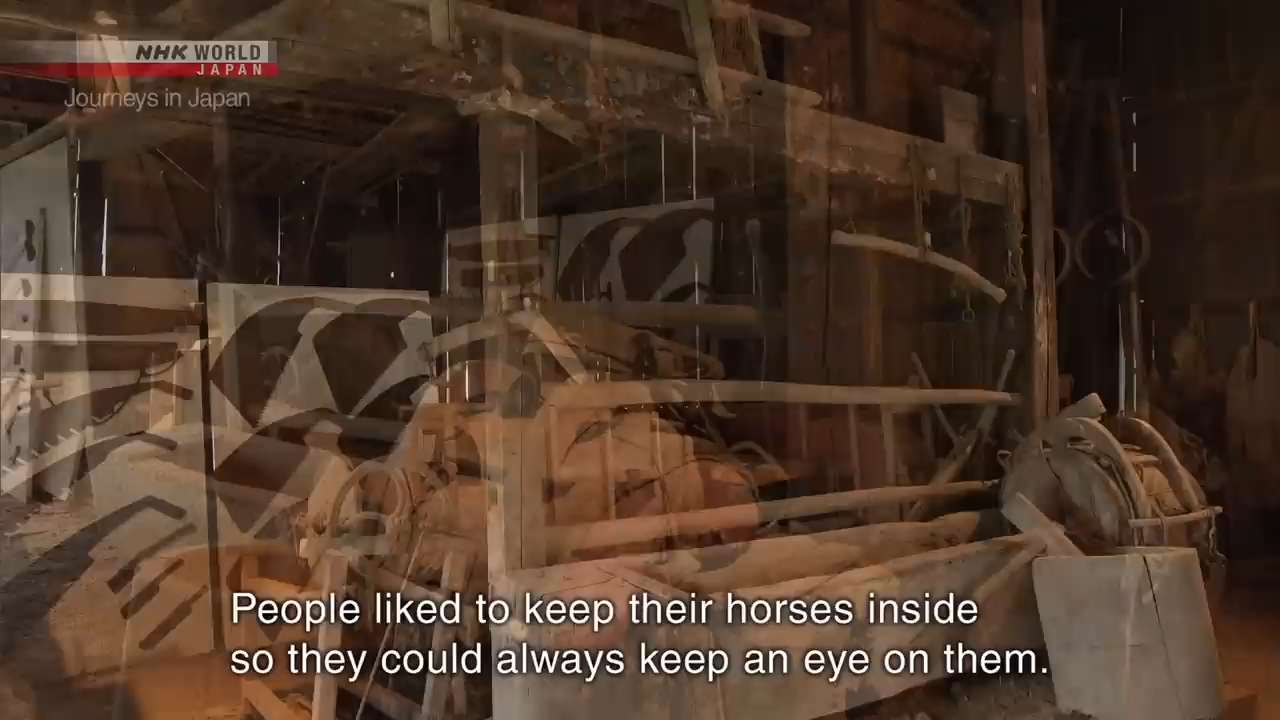 NHK WORLD
JAPAN
Journeys in Japan
People liked to keep their horses inside
so they could always keep an eye on them.